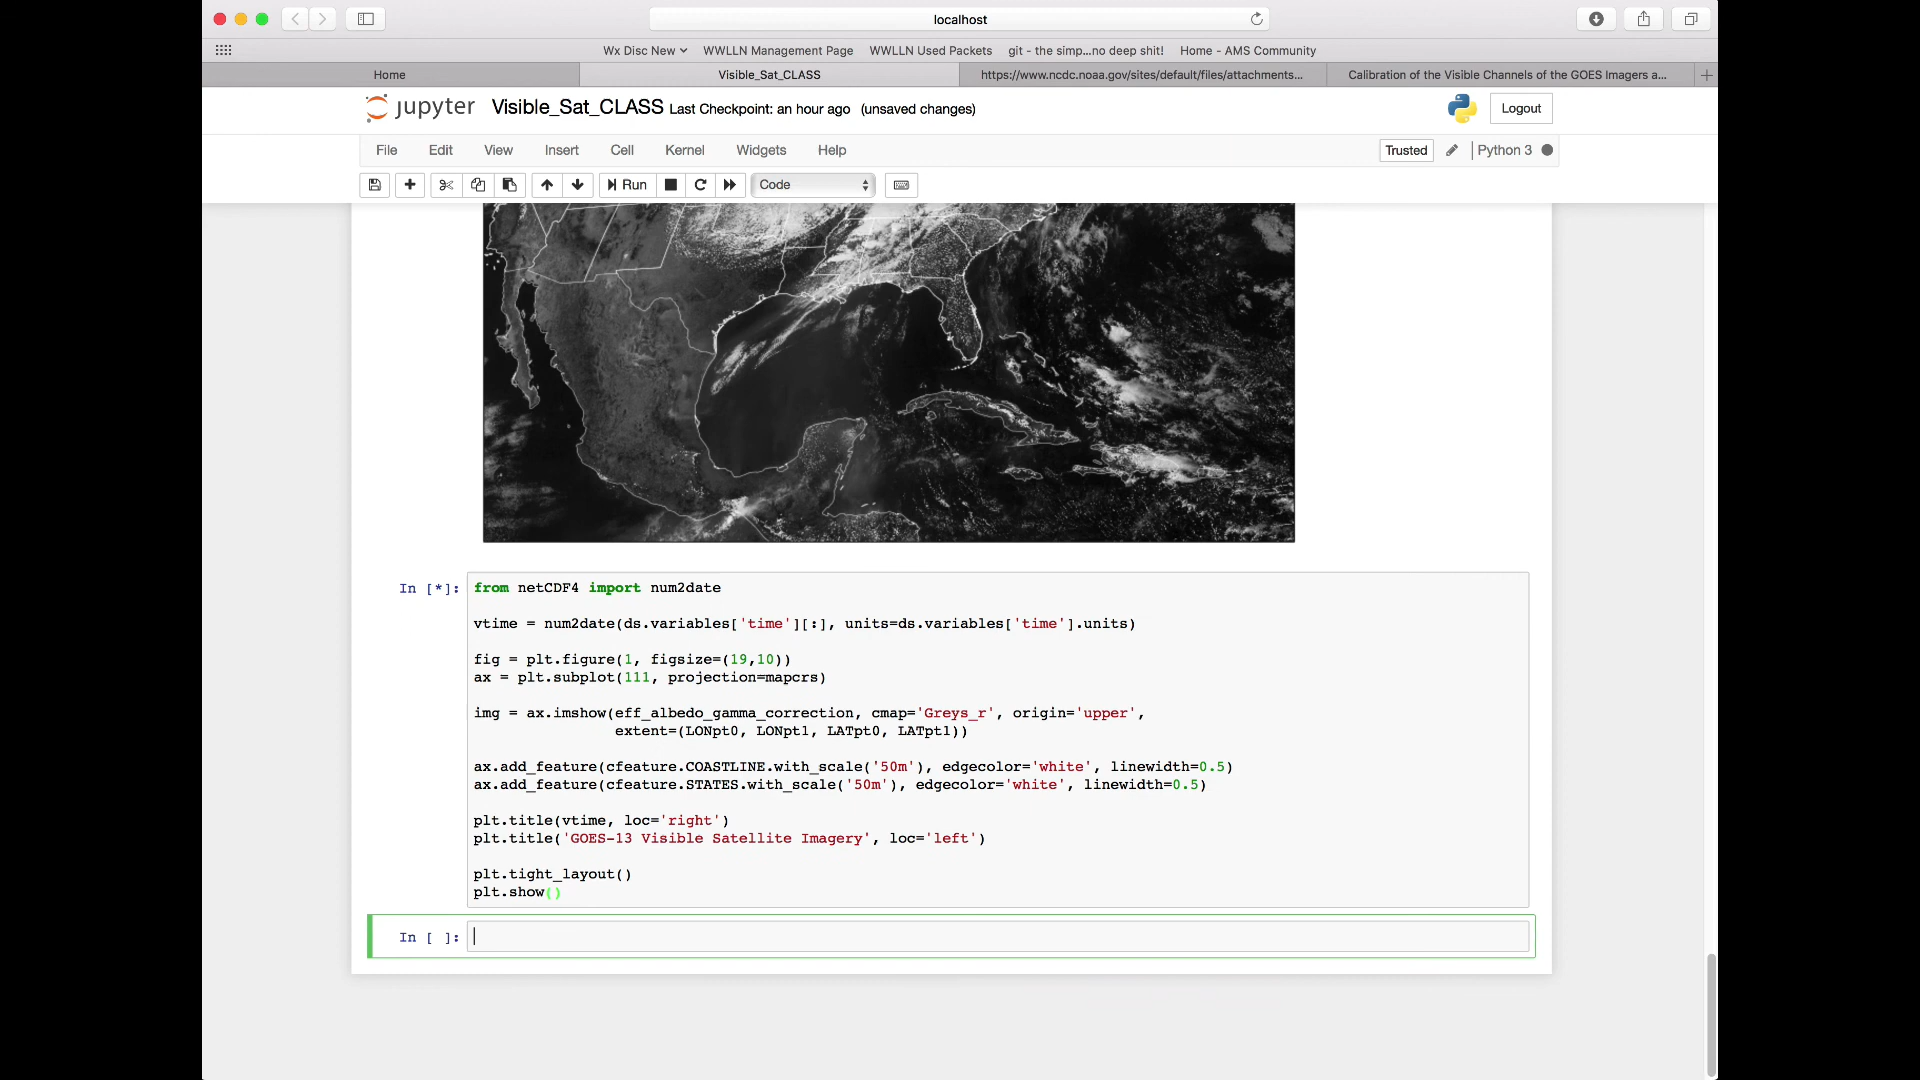 localhost
Wx Disc New WWLLN Management Page WWLLN Used Packets git - the simp...no deep shit! Home - AMS Community
Home Visible_Sat_CLASS https://www.ncdc.noaa.gov/sites/default/files/attachments... Calibration of the Visible Channels of the GOES Imagers a...
jupyter Visible_Sat_CLASS Last Checkpoint: an hour ago (unsaved changes) Logout
File Edit View Insert Cell Kernel Widgets Help Trusted Python 3
Run Code
In [*]: from netCDF4 import num2date
vtime = num2date(ds.variables['time'][:], units=ds.variables['time'].units)
fig = plt.figure(1, figsize=(19,10))
ax = plt.subplot(111, projection=mapcrs)
img = ax.imshow(eff_albedo_gamma_correction, cmap='Greys_r', origin='upper',
extent=(LONpt0, LONpt1, LATpt0, LATpt1))
ax.add_feature(cfeature.COASTLINE.with_scale('50m'), edgecolor='white', linewidth=0.5)
ax.add_feature(cfeature.STATES.with_scale('50m'), edgecolor='white', linewidth=0.5)
plt.title(vtime, loc='right')
plt.title('GOES-13 Visible Satellite Imagery', loc='left')
plt.tight_layout()
plt.show()
In [ ]: